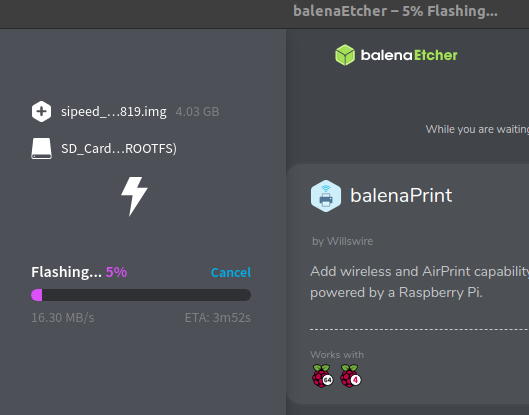 balenaEtcher – 5% Flashing...
balenaEtcher
sipeed_...819.img 4.03 GB
SD_Card...ROOTFS)
While you are waiting
Flashing... 5% Cancel
16.30 MB/s ETA: 3m52s
balenaPrint
by Willswire
Add wireless and AirPrint capability
powered by a Raspberry Pi.
Works with
64 4